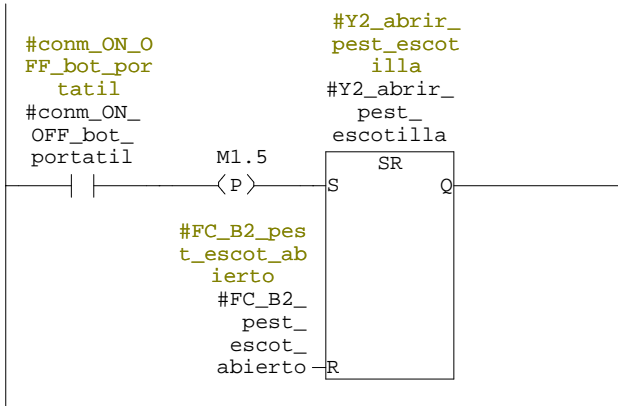 #conm_ON_O
FF_bot_por
tatil
#conm_ON_
OFF_bot_
portatil
M1.5
(P)
#Y2_abrir_
pest_escot
illa
#Y2_abrir_
pest_
escotilla
SR
S
Q
#FC_B2_pes
t_escot_ab
ierto
#FC_B2_
pest_
escot_
abierto
R